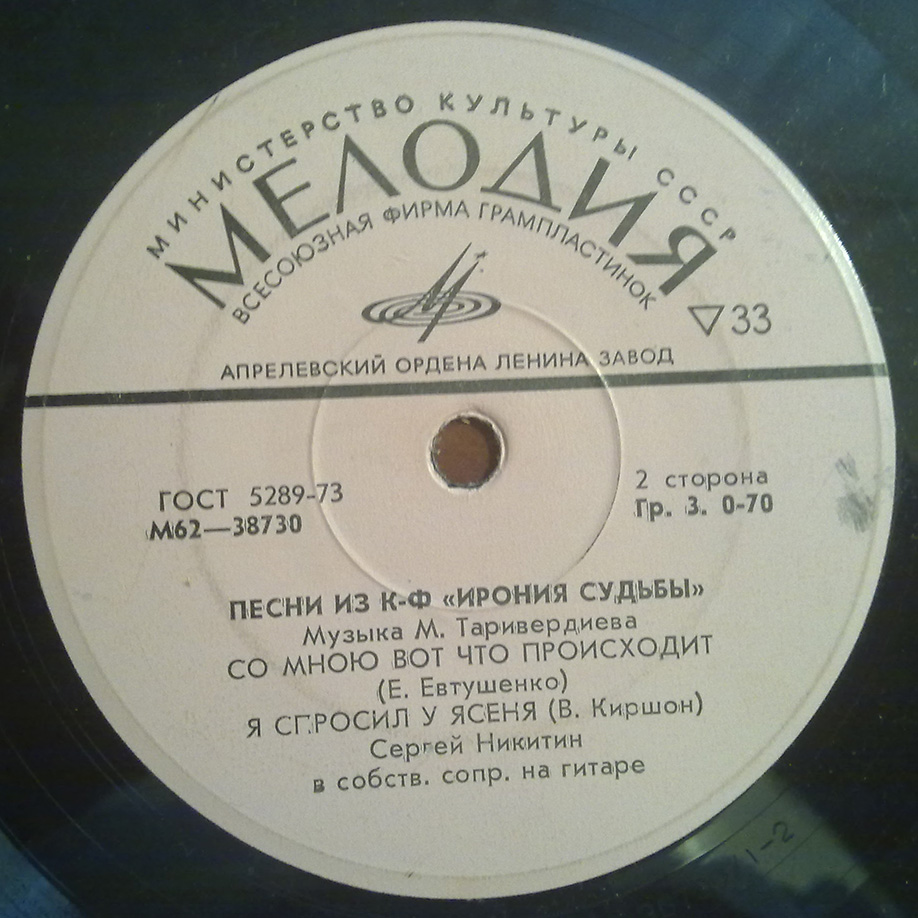 МИНИСТЕРСТВО КУЛЬТУРЫ СССР
МЕЛОДИЯ
ВСЕСОЮЗНАЯ ФИРМА ГРАМПЛАСТИНОК
33
АПРЕЛЕВСКИЙ ОРДЕНА ЛЕНИНА ЗАВОД
ГОСТ 5289-73
М62—38730
2 сторона
Гр. 3. 0-70
ПЕСНИ ИЗ К-Ф «ИРОНИЯ СУДЬБЫ»
Музыка М. Таривердиева
СО МНОЮ ВОТ ЧТО ПРОИСХОДИТ
(Е. Евтушенко)
Я СПРОСИЛ У ЯСЕНЯ (В. Киршон)
Сергей Никитин
в собств. сопр. на гитаре